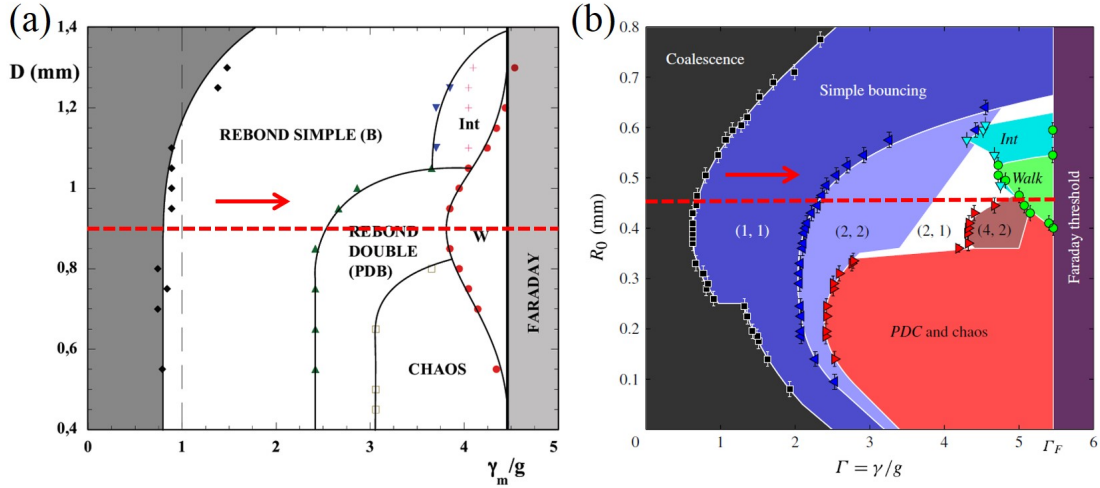 (a)
1,4
D (mm)
1,2
1
0,8
0,6
0,4
0
1
2
3
4
γm/g
REBOND SIMPLE (B)
Int
REBOND
DOUBLE
(PDB)
W
CHAOS
FARADAY
(b)
0.8
0.7
0.6
0.5
0.4
0.3
0.2
0.1
R0 (mm)
Coalescence
Simple bouncing
Int
Walk
(1, 1)
(2, 2)
(2, 1)
(4, 2)
PDC and chaos
Faraday threshold
0
1
2
3
4
5
ΓF
6
Γ = γ/g